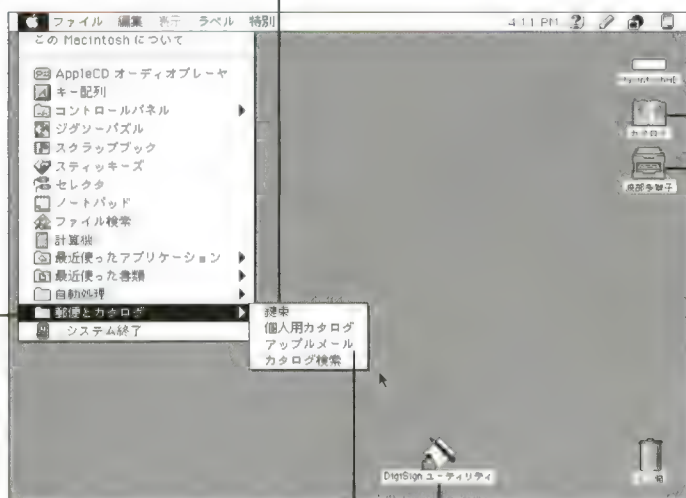 ファイル 編集 表示 ラベル 特別 4:11 PM
この Macintosh について
AppleCD オーディオプレーヤ
キー配列
コントロールパネル
ジグソーパズル
スクラップブック
スティッキーズ
セレクタ
ノートパッド
ファイル検索
計算機
最近使ったアプリケーション
最近使った書類
自動処理
郵便とカタログ
システム終了
鍵束
個人用カタログ
アップルメール
カタログ検索
カタログ
DigiSign ユーティリティ